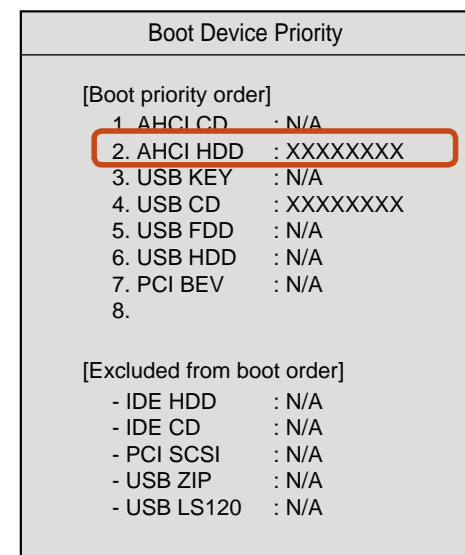 Boot Device Priority
[Boot priority order]
1. AHCI CD : N/A
2. AHCI HDD : XXXXXXXX
3. USB KEY : N/A
4. USB CD : XXXXXXXX
5. USB FDD : N/A
6. USB HDD : N/A
7. PCI BEV : N/A
8.
[Excluded from boot order]
- IDE HDD : N/A
- IDE CD : N/A
- PCI SCSI : N/A
- USB ZIP : N/A
- USB LS120 : N/A